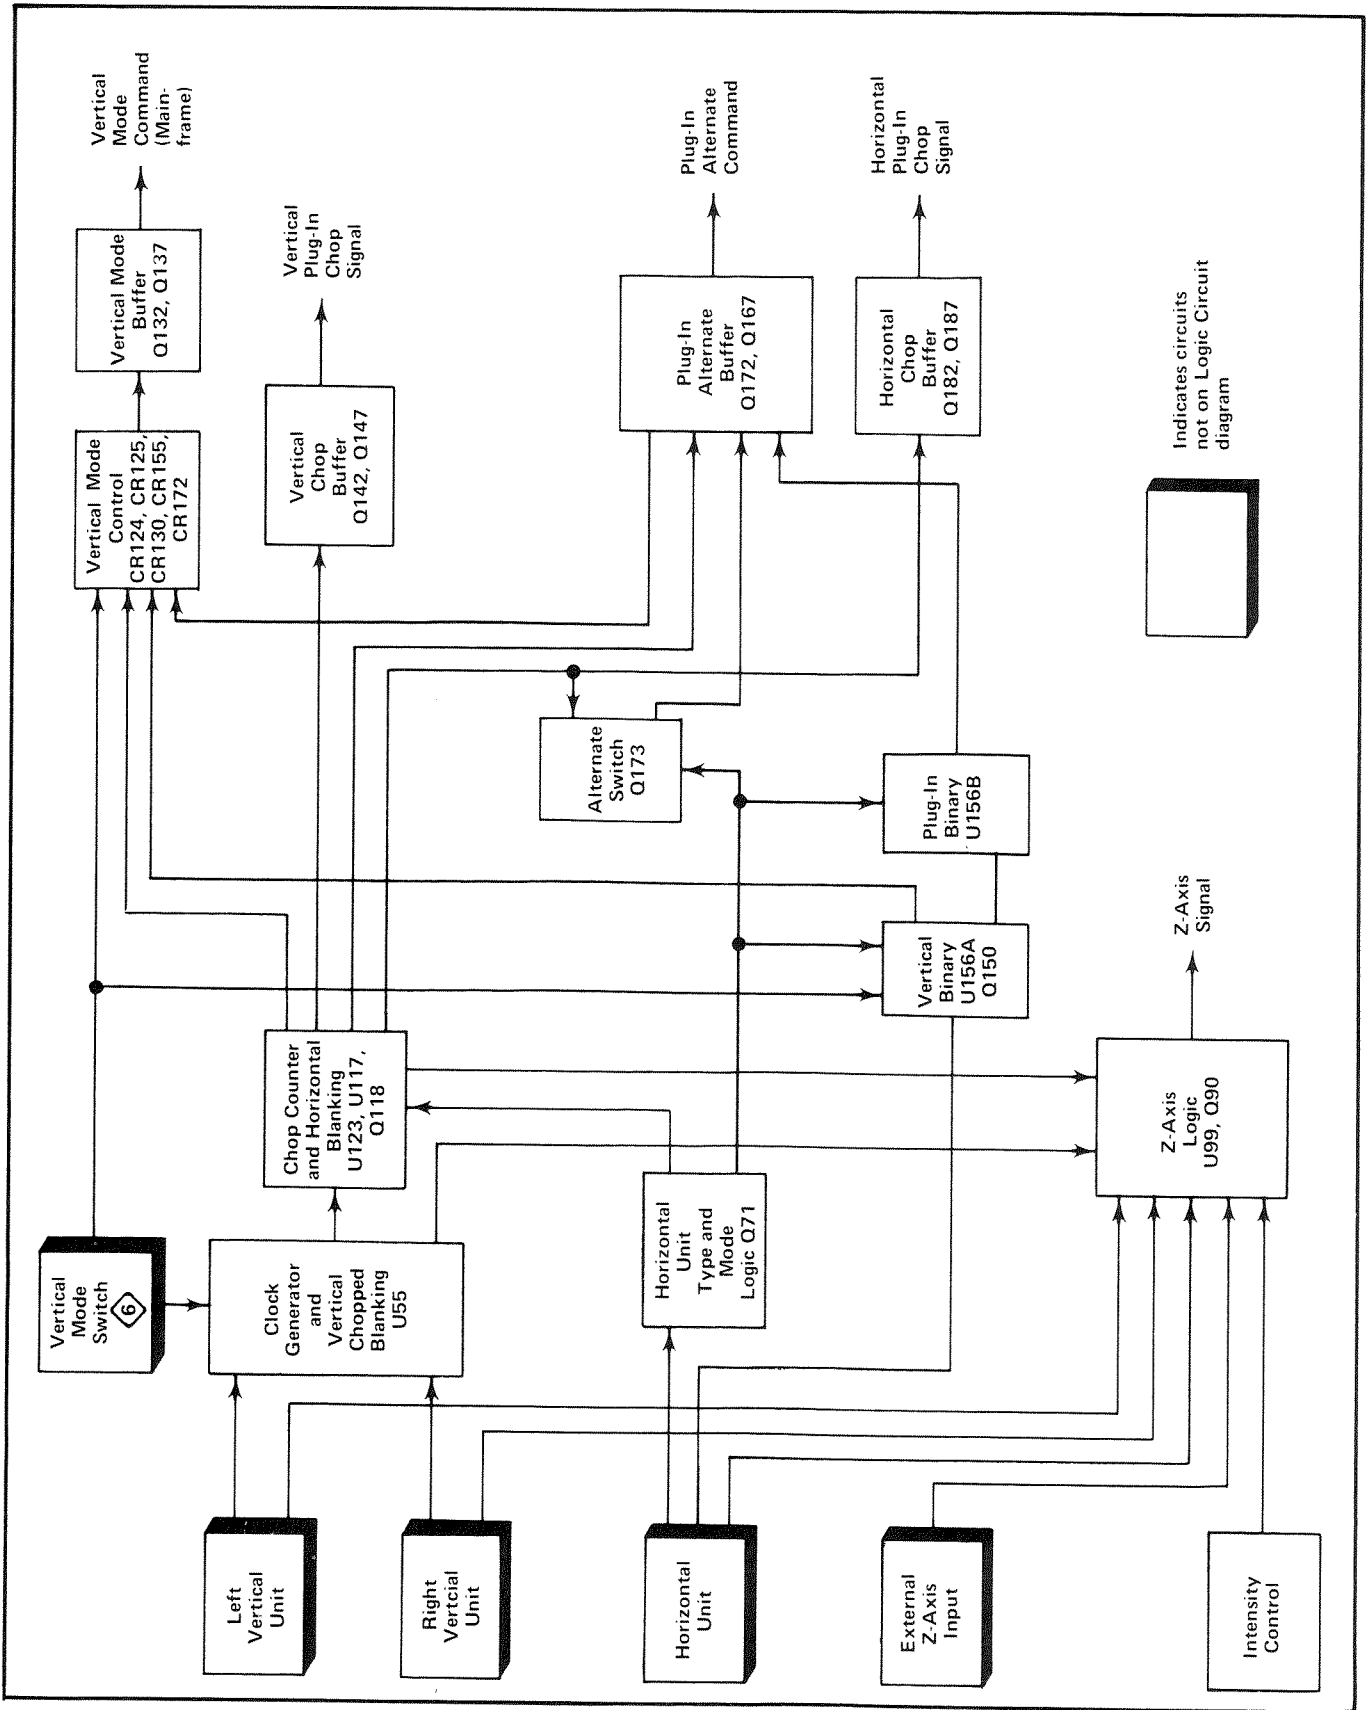 Vertical
Mode
Switch
6
Left
Vertical
Unit
Right
Vertcial
Unit
Horizontal
Unit
External
Z-Axis
Input
Intensity
Control
Clock
Generator
and
Vertical
Chopped
Blanking
U55
Horizontal
Unit
Type and
Mode
Logic Q71
Chop Counter
and Horizontal
Blanking
U123, U117,
Q118
Z-Axis
Logic
U99, Q90
Z-Axis
Signal
Vertical
Binary
U156A
Q150
Plug-In
Binary
U156B
Alternate
Switch
Q173
Vertical Mode
Control
CR124, CR125,
CR130, CR155,
CR172
Vertical Mode
Buffer
Q132, Q137
Vertical
Mode
Command
(Main-
frame)
Vertical
Chop
Buffer
Q142, Q147
Vertical
Plug-In
Chop
Signal
Plug-In
Alternate
Buffer
Q172, Q167
Plug-In
Alternate
Command
Horizontal
Chop
Buffer
Q182, Q187
Horizontal
Plug-In
Chop
Signal
Indicates circuits
not on Logic Circuit
diagram